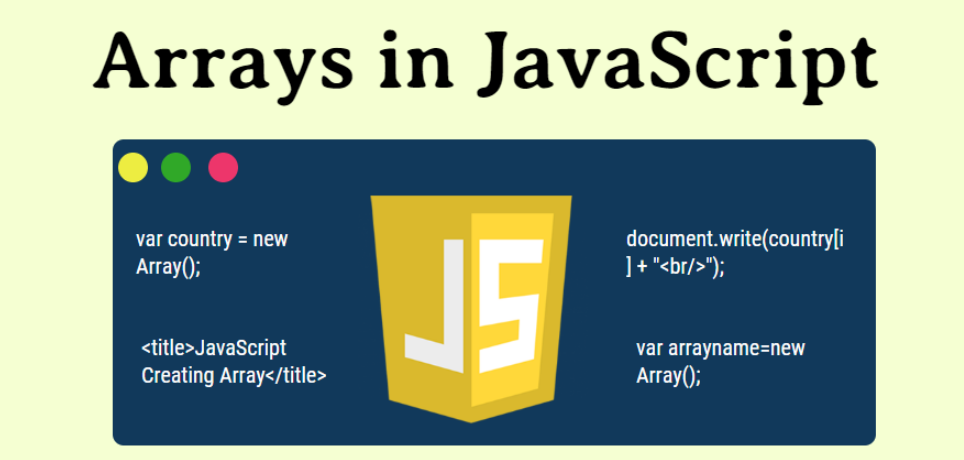 Arrays in JavaScript
var country = new
Array();
document.write(country[i
] + "<br/>");
JS
<title>JavaScript
Creating Array</title>
var arrayname=new
Array();